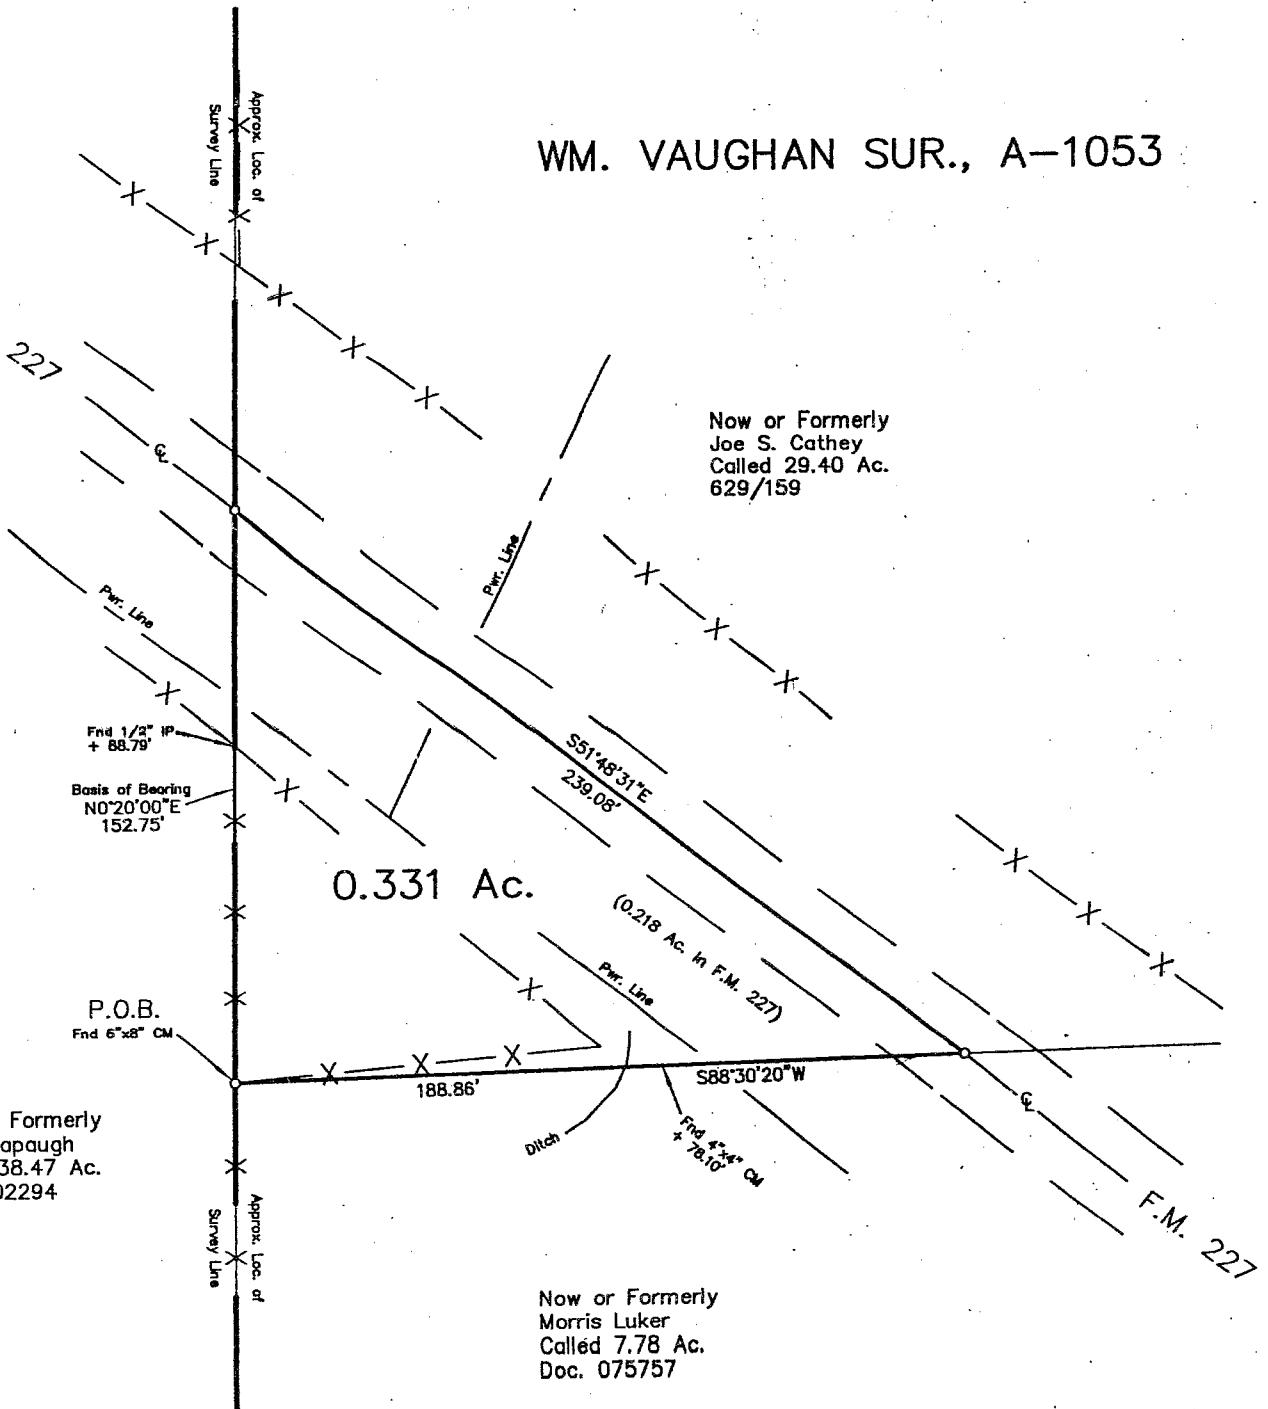 Approx. Loc. of
Survey Line
WM. VAUGHAN SUR., A-1053
227
℄
Now or Formerly
Joe S. Cathey
Called 29.40 Ac.
629/159
Pwr. Line
Pwr. Line
Fnd 1/2" IP
+ 88.79'
Basis of Bearing
N0°20'00"E
152.75'
S51°48'31"E
239.08'
0.331 Ac.
(0.218 Ac. in F.M. 227)
Pwr. Line
P.O.B.
Fnd 6"x8" CM
188.86'
S88°30'20"W
Ditch
Fnd 4"x4" CM
+ 78.10'
℄
F.M. 227
Formerly
apaugh
38.47 Ac.
02294
Approx. Loc. of
Survey Line
Now or Formerly
Morris Luker
Called 7.78 Ac.
Doc. 075757